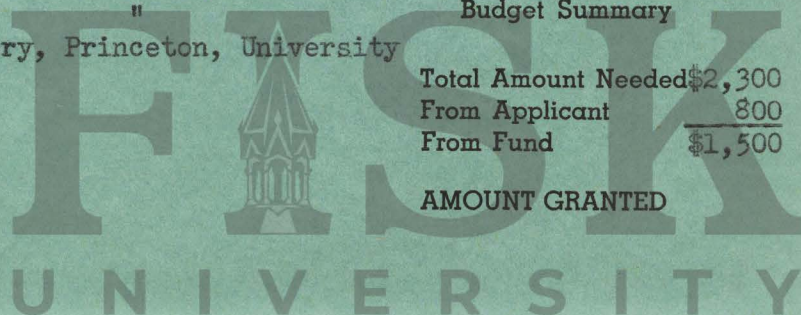 "
Budget Summary
ry, Princeton, University
Total Amount Needed $2,300
From Applicant 800
From Fund $1,500
AMOUNT GRANTED
FISK
UNIVERSITY